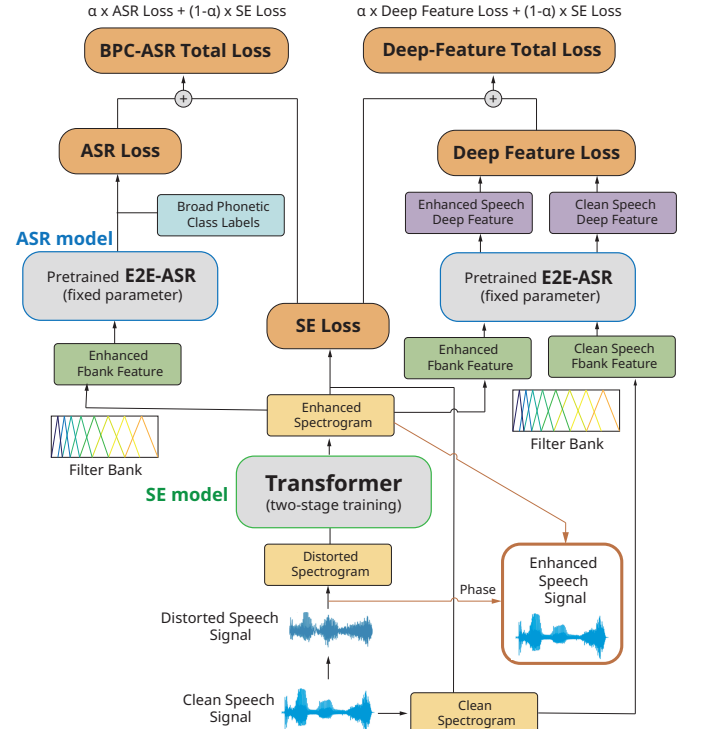 α x ASR Loss + (1-α) x SE Loss
α x Deep Feature Loss + (1-α) x SE Loss
BPC-ASR Total Loss
Deep-Feature Total Loss
+
+
ASR Loss
Deep Feature Loss
Broad Phonetic
Class Labels
Enhanced Speech
Deep Feature
Clean Speech
Deep Feature
ASR model
Pretrained E2E-ASR
(fixed parameter)
Pretrained E2E-ASR
(fixed parameter)
SE Loss
Enhanced
Fbank Feature
Enhanced
Fbank Feature
Clean Speech
Fbank Feature
Enhanced
Spectrogram
Filter Bank
Filter Bank
SE model
Transformer
(two-stage training)
Distorted
Spectrogram
Enhanced
Speech
Signal
Phase
Distorted Speech
Signal
Clean Speech
Signal
Clean
Spectrogram